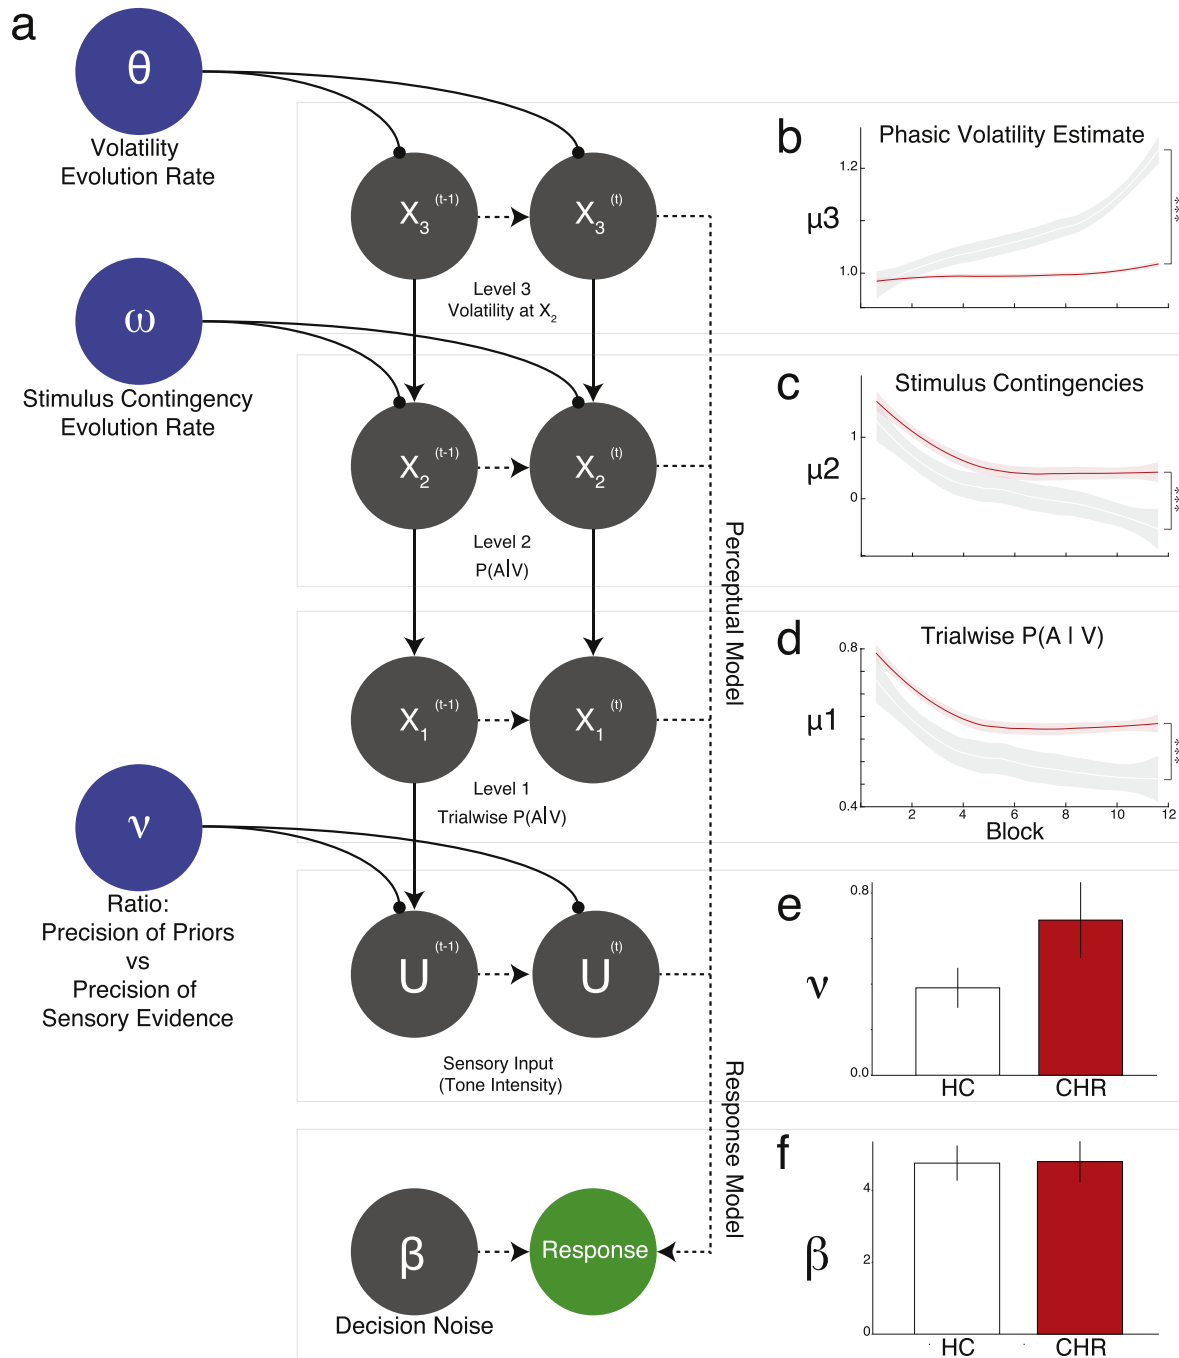 a
θ
Volatility
Evolution Rate
X3 (t-1)
X3 (t)
Level 3
Volatility at X2
ω
Stimulus Contingency
Evolution Rate
X2 (t-1)
X2 (t)
Level 2
P(A|V)
X1 (t-1)
X1 (t)
Level 1
Trialwise P(A|V)
ν
Ratio:
Precision of Priors
vs
Precision of
Sensory Evidence
U (t-1)
U (t)
Sensory Input
(Tone Intensity)
β
Decision Noise
Response
Perceptual Model
Response Model
b
Phasic Volatility Estimate
μ3
1.2
1.0
***
c
Stimulus Contingencies
μ2
1
0
***
d
Trialwise P(A | V)
μ1
0.8
0.4
***
2 4 6 8 10 12
Block
e
ν
0.8
0.0
HC CHR
f
β
4
2
0
HC CHR